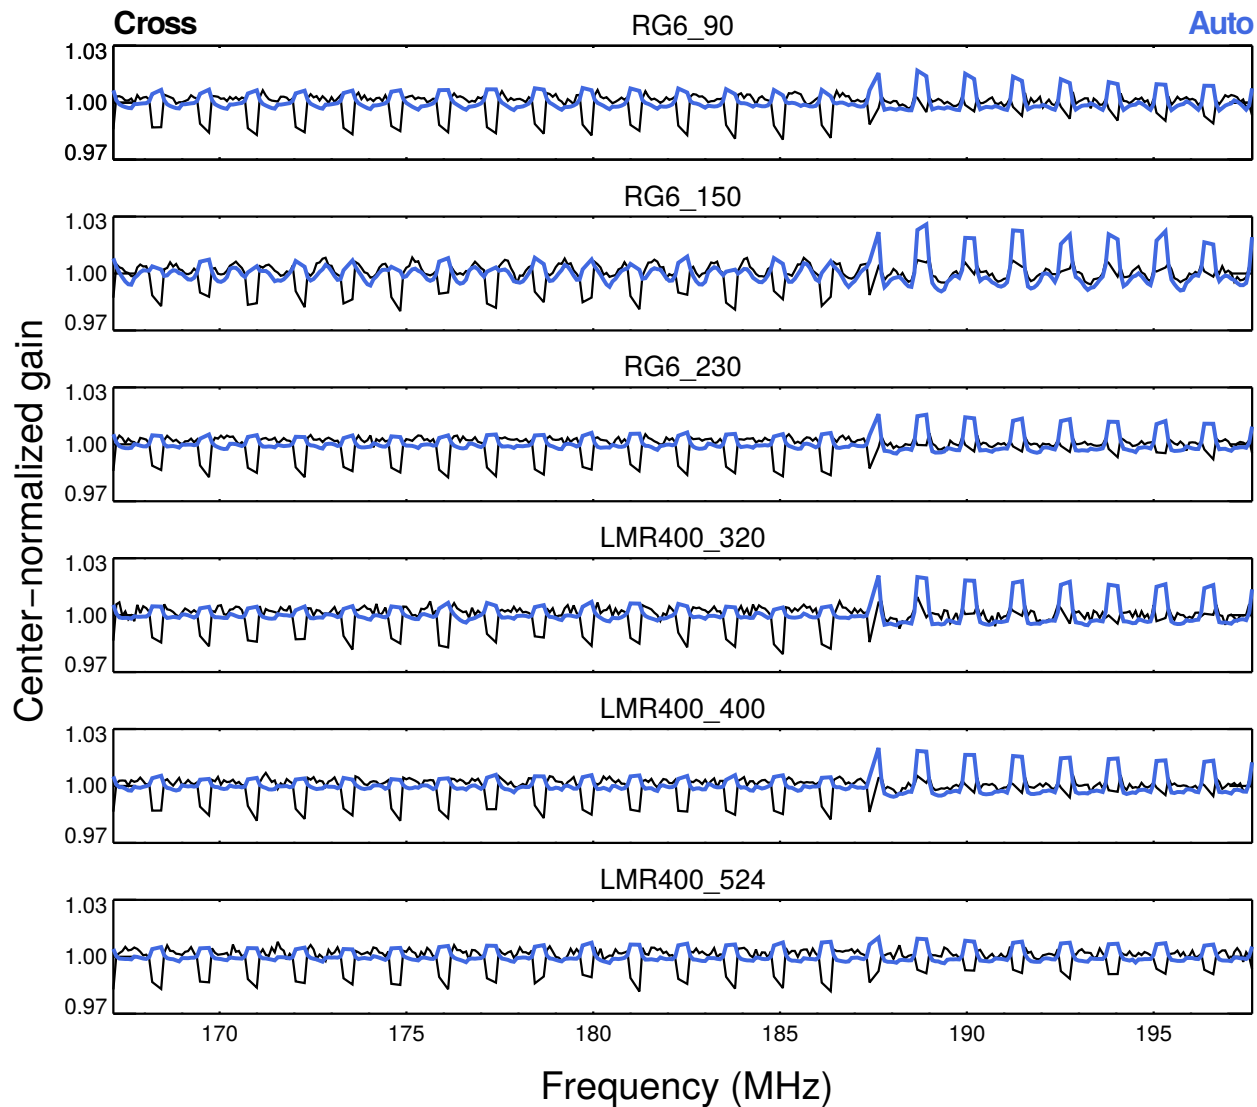 Cross RG6_90 Auto
1.03
1.00
0.97
RG6_150
1.03
1.00
0.97
RG6_230
1.03
1.00
0.97
LMR400_320
1.03
1.00
0.97
LMR400_400
1.03
1.00
0.97
LMR400_524
1.03
1.00
0.97
170 175 180 185 190 195
Frequency (MHz)
Center-normalized gain